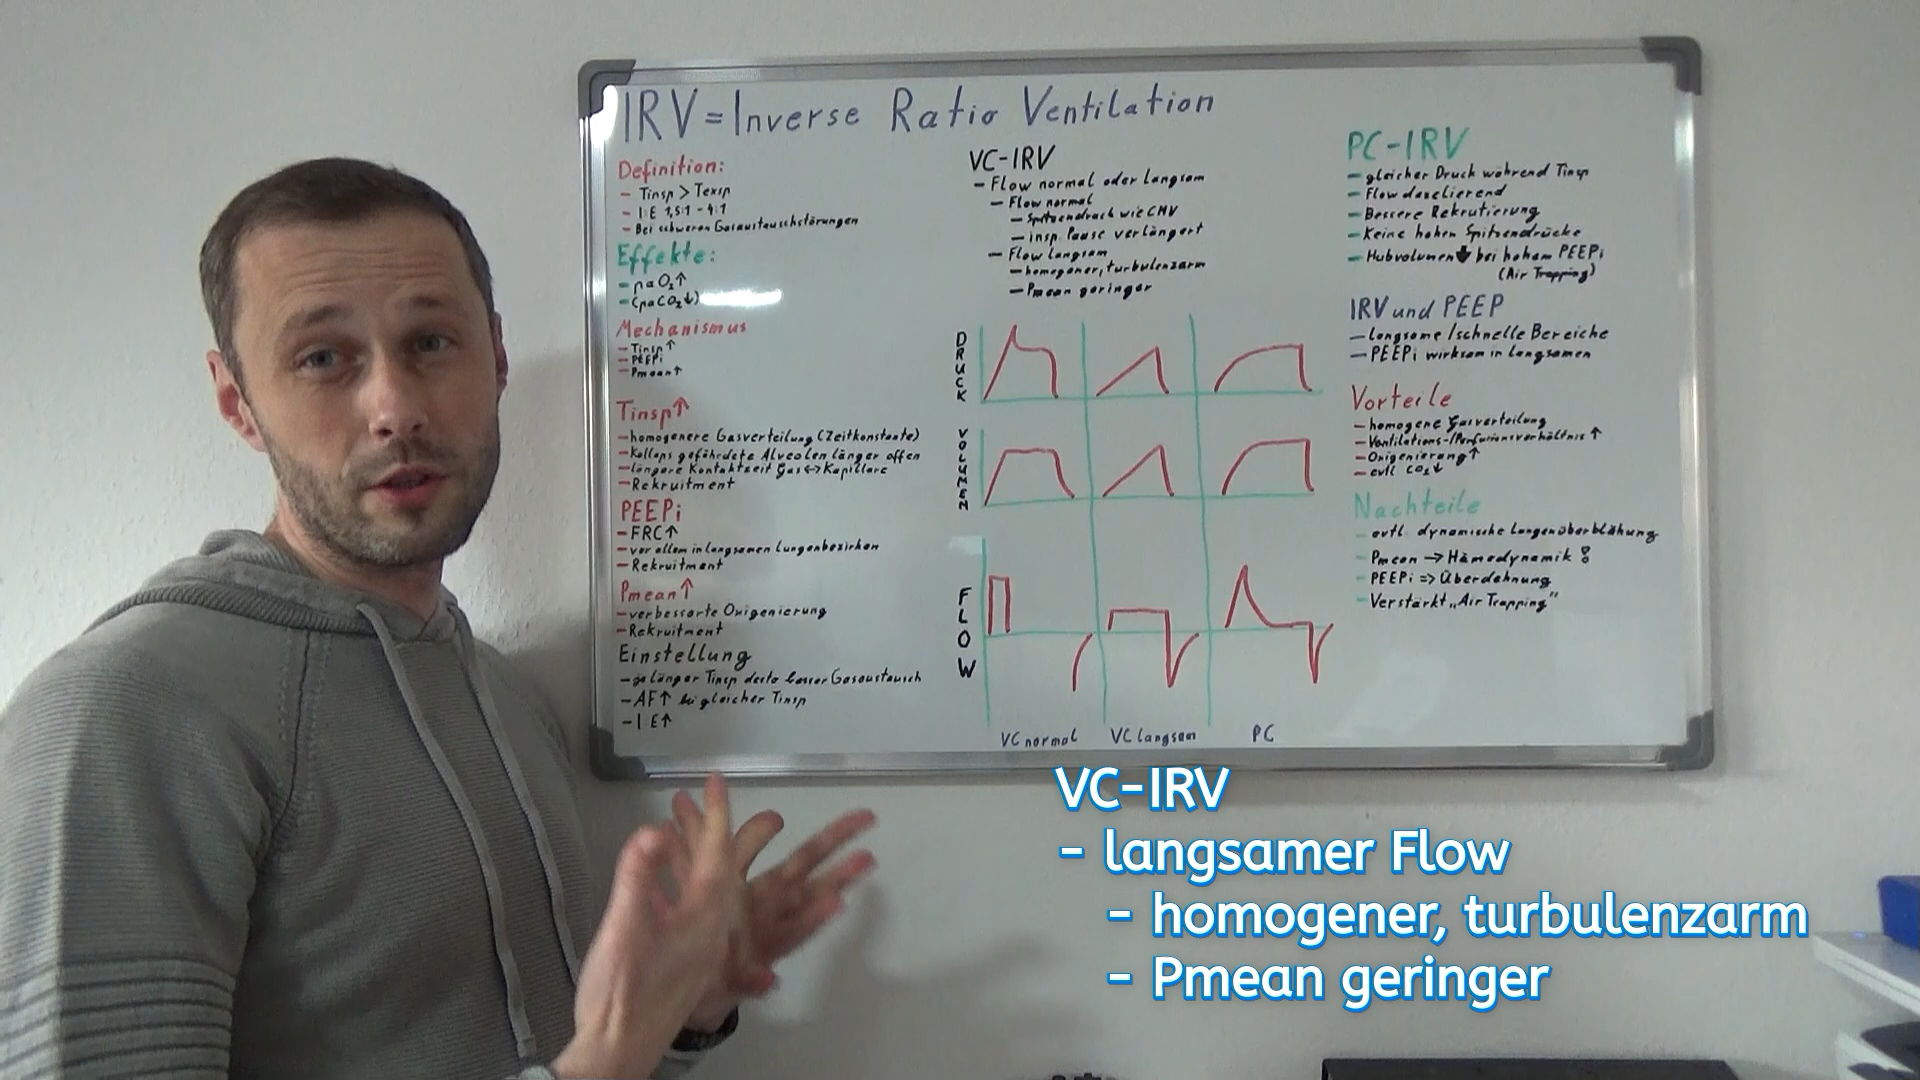 IRV = Inverse Ratio Ventilation
Definition:
- Tinsp > Texsp
- I:E 1,5:1 - 4:1
- Bei schweren Gasaustauschstörungen
Effekte:
- paO₂↑
- (paCO₂↓)
Mechanismus
- Tinsp↑
- PEEPi
- Pmean↑
Tinsp↑
- homogenere Gasverteilung (Zeitkonstante)
- Kollaps gefährdete Alveolen länger offen
- längere Kontaktzeit Gas <-> Kapillare
- Rekruitment
PEEPi
- FRC↑
- vor allem in langsamen Lungenbezirken
- Rekruitment
Pmean↑
- verbesserte Oxigenierung
- Rekruitment
Einstellung
- je länger Tinsp desto besser Gasaustausch
- AF↑ bei gleicher Tinsp
- I E↑
VC-IRV
- Flow normal oder langsam
- Flow normal
- Spitzendruck wie CMV
- insp. Pause verlängert
- Flow langsam
- homogener, turbulenzarm
- Pmean geringer
DRUCK
VOLUMEN
FLOW
VC normal
VC langsam
PC
PC-IRV
- gleicher Druck während Tinsp
- Flow dezelierend
- Bessere Rekrutierung
- Keine hohen Spitzendrücke
- Hubvolumen ↓ bei hohem PEEPi
(Air Trapping)
IRV und PEEP
- langsame/schnelle Bereiche
- PEEPi wirksam in langsamen
Vorteile
- homogene Gasverteilung
- Ventilations-/Perfusionsverhältnis ↑
- Oxigenierung↑
- evtl CO₂↓
Nachteile
- evtl. dynamische Lungenüberblähung
- Pmean → Hämodynamik !
- PEEPi => Überdehnung
- Verstärkt „Air Trapping"
VC-IRV
- langsamer Flow
- homogener, turbulenzarm
- Pmean geringer